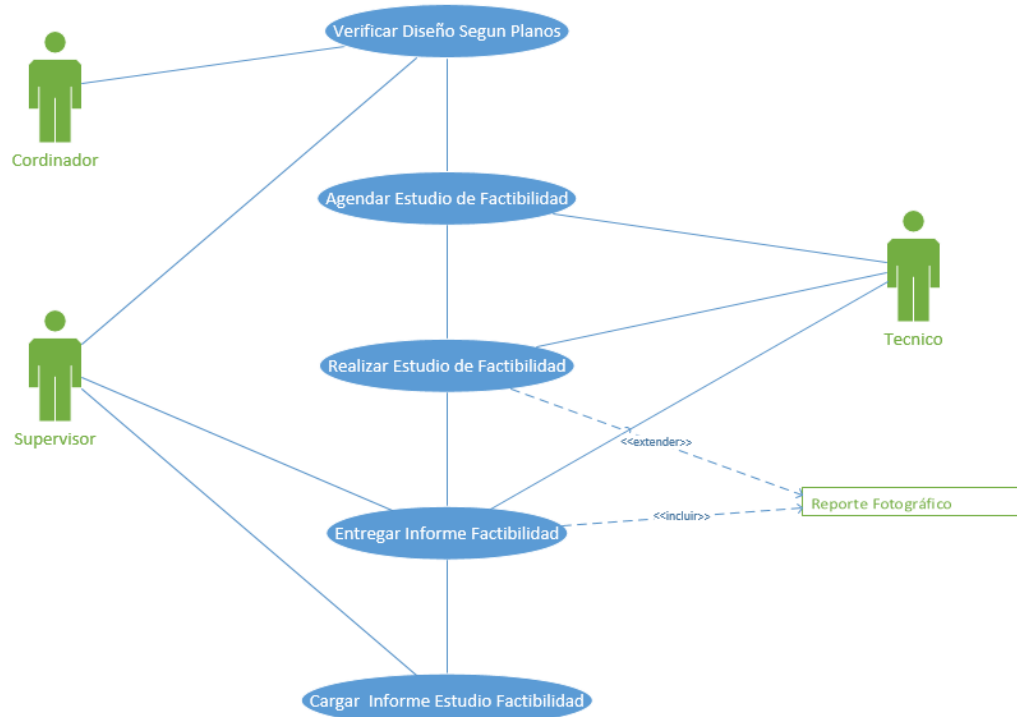 Verificar Diseño Segun Planos
Cordinador
Agendar Estudio de Factibilidad
Tecnico
Realizar Estudio de Factibilidad
Supervisor
<<extender>>
Reporte Fotográfico
<<incluir>>
Entregar Informe Factibilidad
Cargar  Informe Estudio Factibilidad